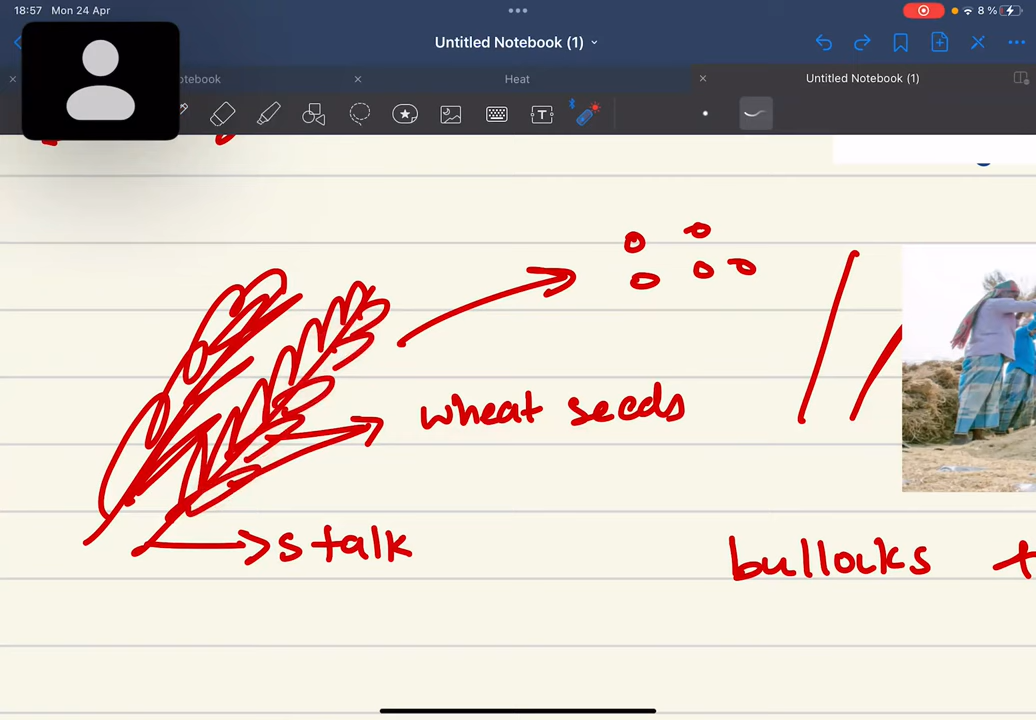 18:57 Mon 24 Apr
8 %
Untitled Notebook (1)
otebook
Heat
Untitled Notebook (1)
wheat seeds
stalk
bullocks